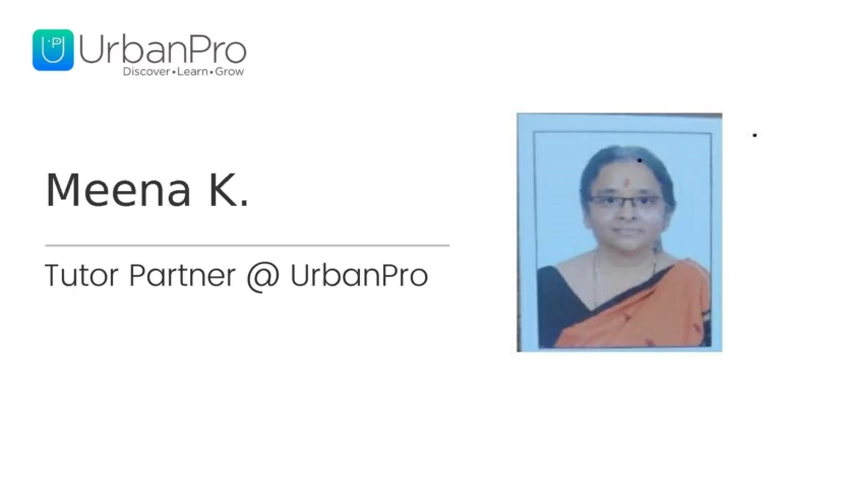 UrbanPro
Discover•Learn•Grow
Meena K.
Tutor Partner @ UrbanPro